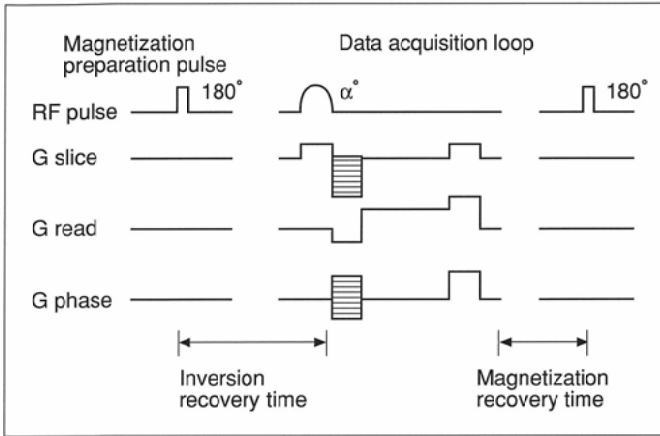 Magnetization
preparation pulse
Data acquisition loop
180°
α°
180°
RF pulse
G slice
G read
G phase
Inversion
recovery time
Magnetization
recovery time